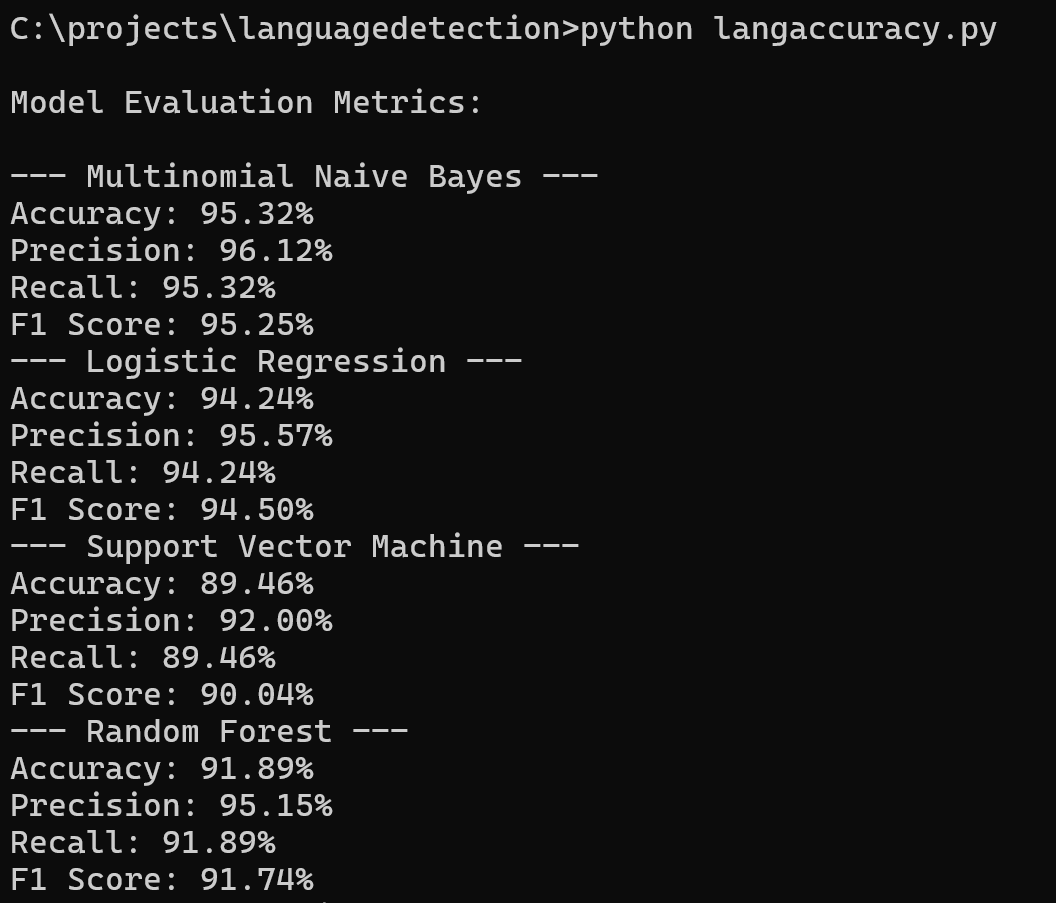 C:\projects\languagedetection>python langaccuracy.py
Model Evaluation Metrics:
--- Multinomial Naive Bayes ---
Accuracy: 95.32%
Precision: 96.12%
Recall: 95.32%
F1 Score: 95.25%
--- Logistic Regression ---
Accuracy: 94.24%
Precision: 95.57%
Recall: 94.24%
F1 Score: 94.50%
--- Support Vector Machine ---
Accuracy: 89.46%
Precision: 92.00%
Recall: 89.46%
F1 Score: 90.04%
--- Random Forest ---
Accuracy: 91.89%
Precision: 95.15%
Recall: 91.89%
F1 Score: 91.74%